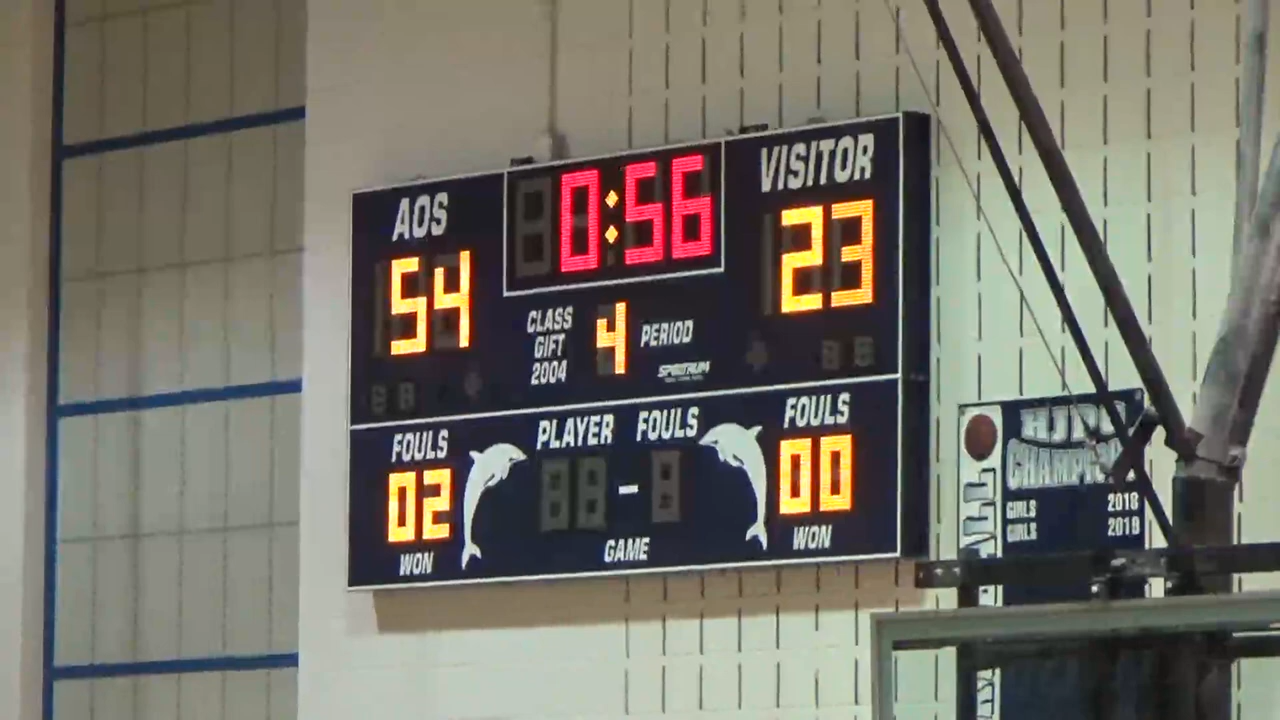 AOS
0:56
VISITOR
54
23
CLASS
GIFT
2004
4
PERIOD
SPECTRUM
FOULS
PLAYER FOULS
FOULS
02
00
WON
GAME
WON
CHAMPIONS
GIRLS 2018
GIRLS 2019